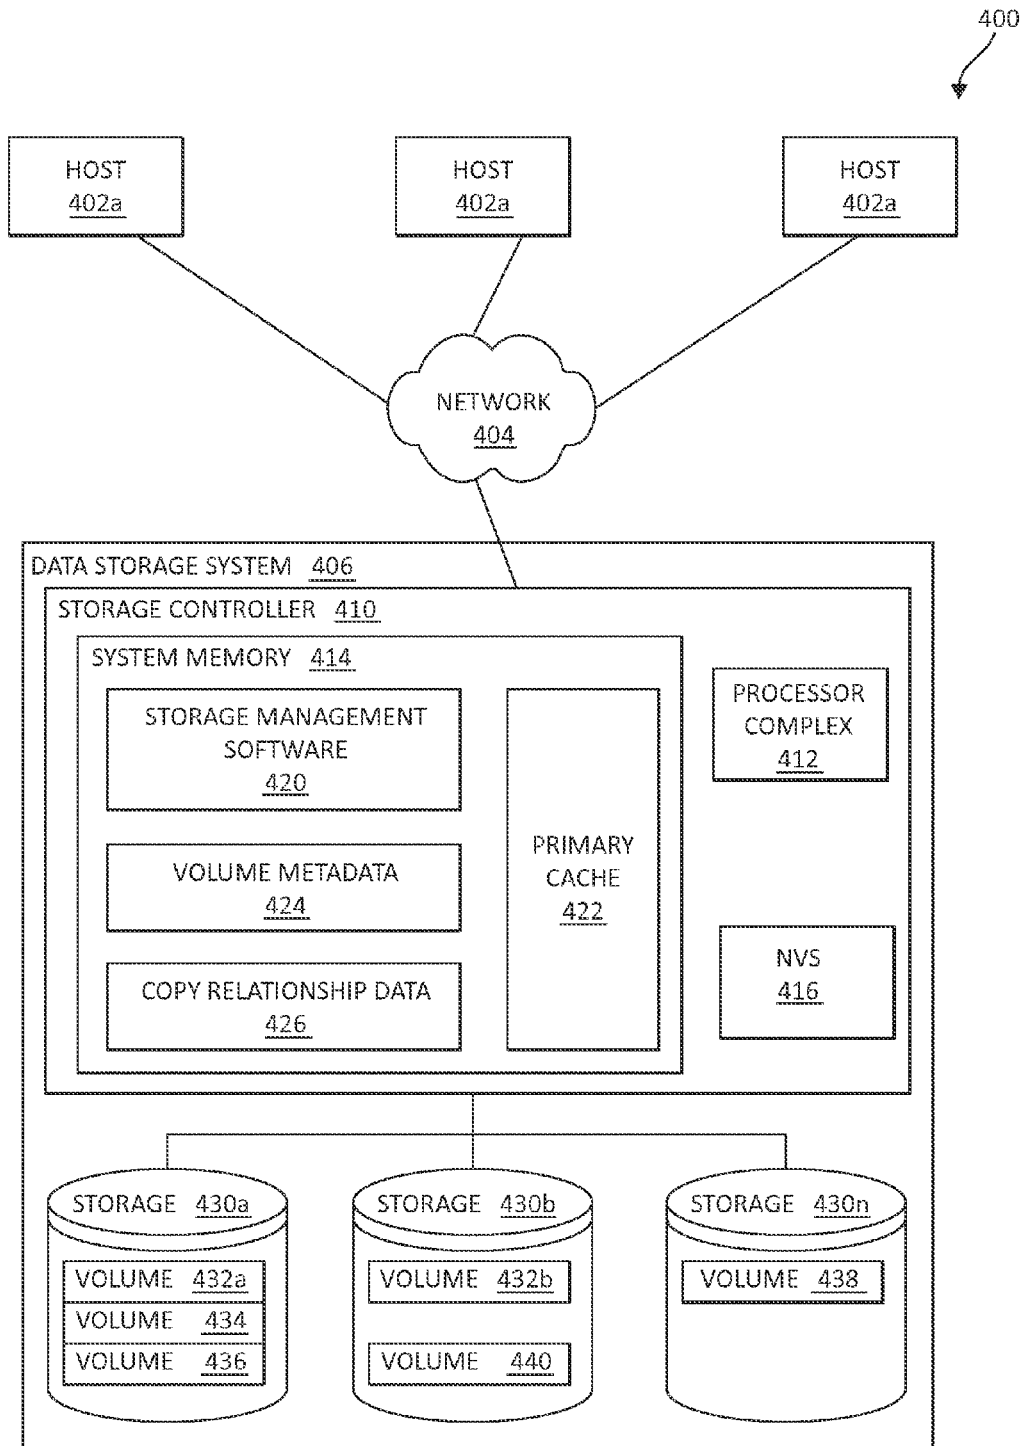 400
HOST
402a
HOST
402a
HOST
402a
NETWORK
404
DATA STORAGE SYSTEM 406
STORAGE CONTROLLER 410
SYSTEM MEMORY 414
STORAGE MANAGEMENT
SOFTWARE
420
VOLUME METADATA
424
COPY RELATIONSHIP DATA
426
PRIMARY
CACHE
422
PROCESSOR
COMPLEX
412
NVS
416
STORAGE 430a
VOLUME 432a
VOLUME 434
VOLUME 436
STORAGE 430b
VOLUME 432b
VOLUME 440
STORAGE 430n
VOLUME 438